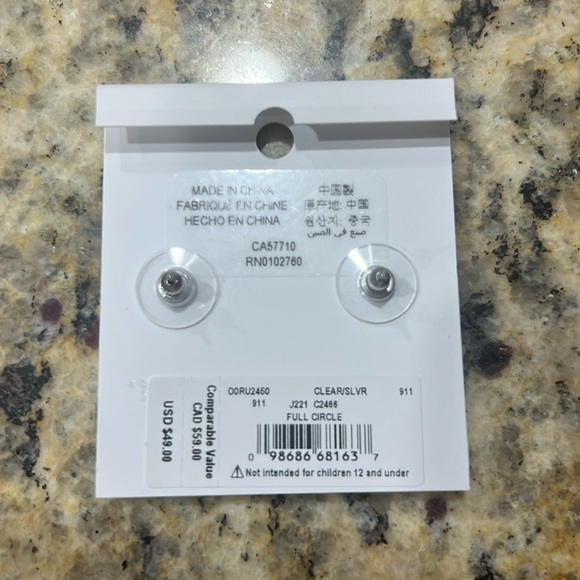 MADE IN CHINA
FABRIQUÉ EN CHINE
HECHO EN CHINA
中国製
原产地: 中国
원산지: 중국
صنع في الصين
CA57710
RN0102760
Comparable Value
CAD $59.00
USD $49.00
O0RU2450 CLEAR/SLVR 911
911 J221 C2466
FULL CIRCLE
0 98686 68163 7
Not intended for children 12 and under